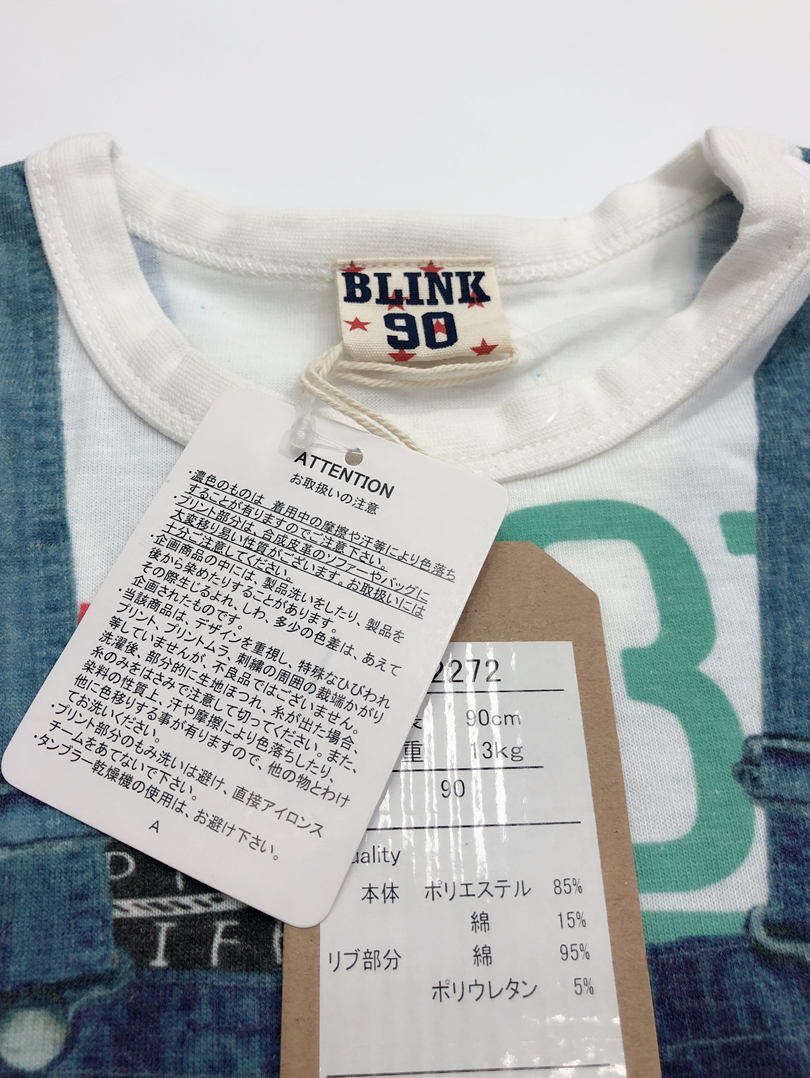 BLINK
90
ATTENTION
お取扱いの注意
・濃色のものは 着用中の摩擦や汗等により色落ち
することが有りますのでご注意下さい。
・プリント部分は、合成皮革のソファーやバッグに
大変移り易い性質がございます。お取扱いには
十分ご注意してください。
・企画商品の中には、製品洗いをしたり、製品を
後から染めたりすることがあります。
その際生じるよれ、しわ、多少の色差は、あえて
企画されたものです。
・当該商品は、デザインを重視し、特殊なひびわれ
プリント、プリントムラ、刺繍の周囲の裁端かがり
等していませんが、不良品ではございません。
洗濯後、部分的に生地ほつれ、糸が出た場合、
糸のみをはさみで注意して切ってください。また、
染料の性質上、汗や摩擦により色落ちしたり、
他に色移りする事が有りますので、他の物とわけ
てお洗いください。
・プリント部分のもみ洗いは避け、直接アイロンス
チームをあてないで下さい。
・タンブラー乾燥機の使用は、お避け下さい。
A
2272
90cm
重 13kg
90
uality
本体 ポリエステル 85%
綿 15%
リブ部分 綿 95%
ポリウレタン 5%